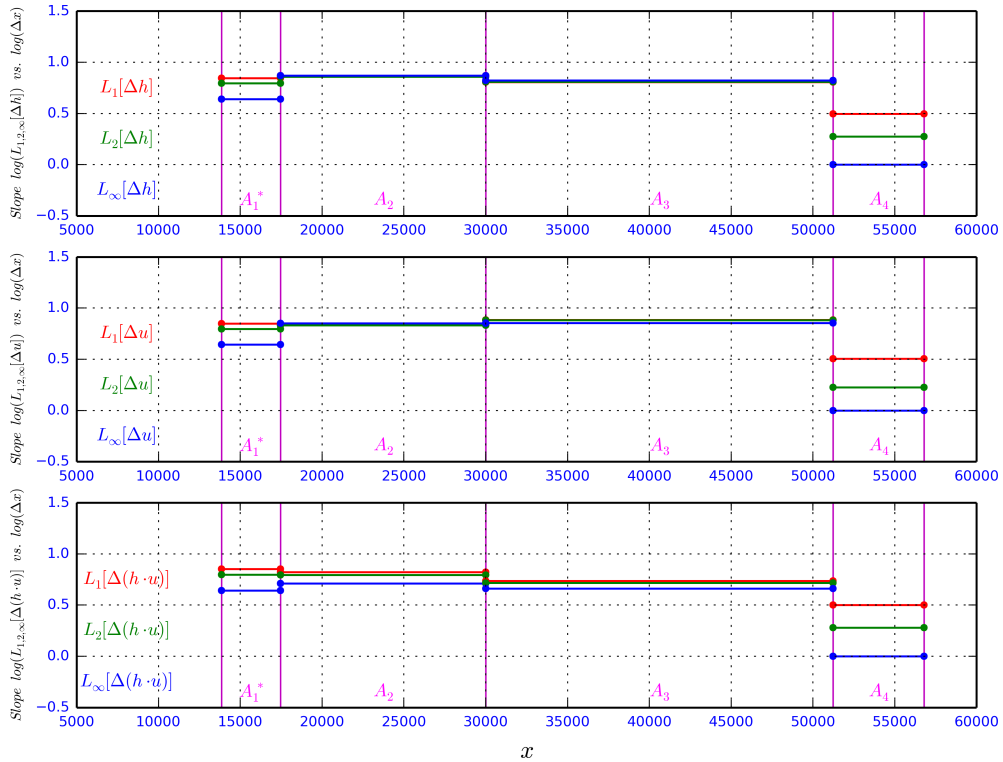 Slope log(L₁,₂,∞[Δh]) vs. log(Δx)
1.5
1.0
0.5
0.0
−0.5
L₁[Δh]
L₂[Δh]
L∞[Δh]
A₁* A₂ A₃ A₄
5000 10000 15000 20000 25000 30000 35000 40000 45000 50000 55000 60000
Slope log(L₁,₂,∞[Δu]) vs. log(Δx)
1.5
1.0
0.5
0.0
−0.5
L₁[Δu]
L₂[Δu]
L∞[Δu]
A₁* A₂ A₃ A₄
5000 10000 15000 20000 25000 30000 35000 40000 45000 50000 55000 60000
Slope log(L₁,₂,∞[Δ(h·u)] vs. log(Δx)
1.5
1.0
0.5
0.0
−0.5
L₁[Δ(h·u)]
L₂[Δ(h·u)]
L∞[Δ(h·u)]
A₁* A₂ A₃ A₄
5000 10000 15000 20000 25000 30000 35000 40000 45000 50000 55000 60000
x